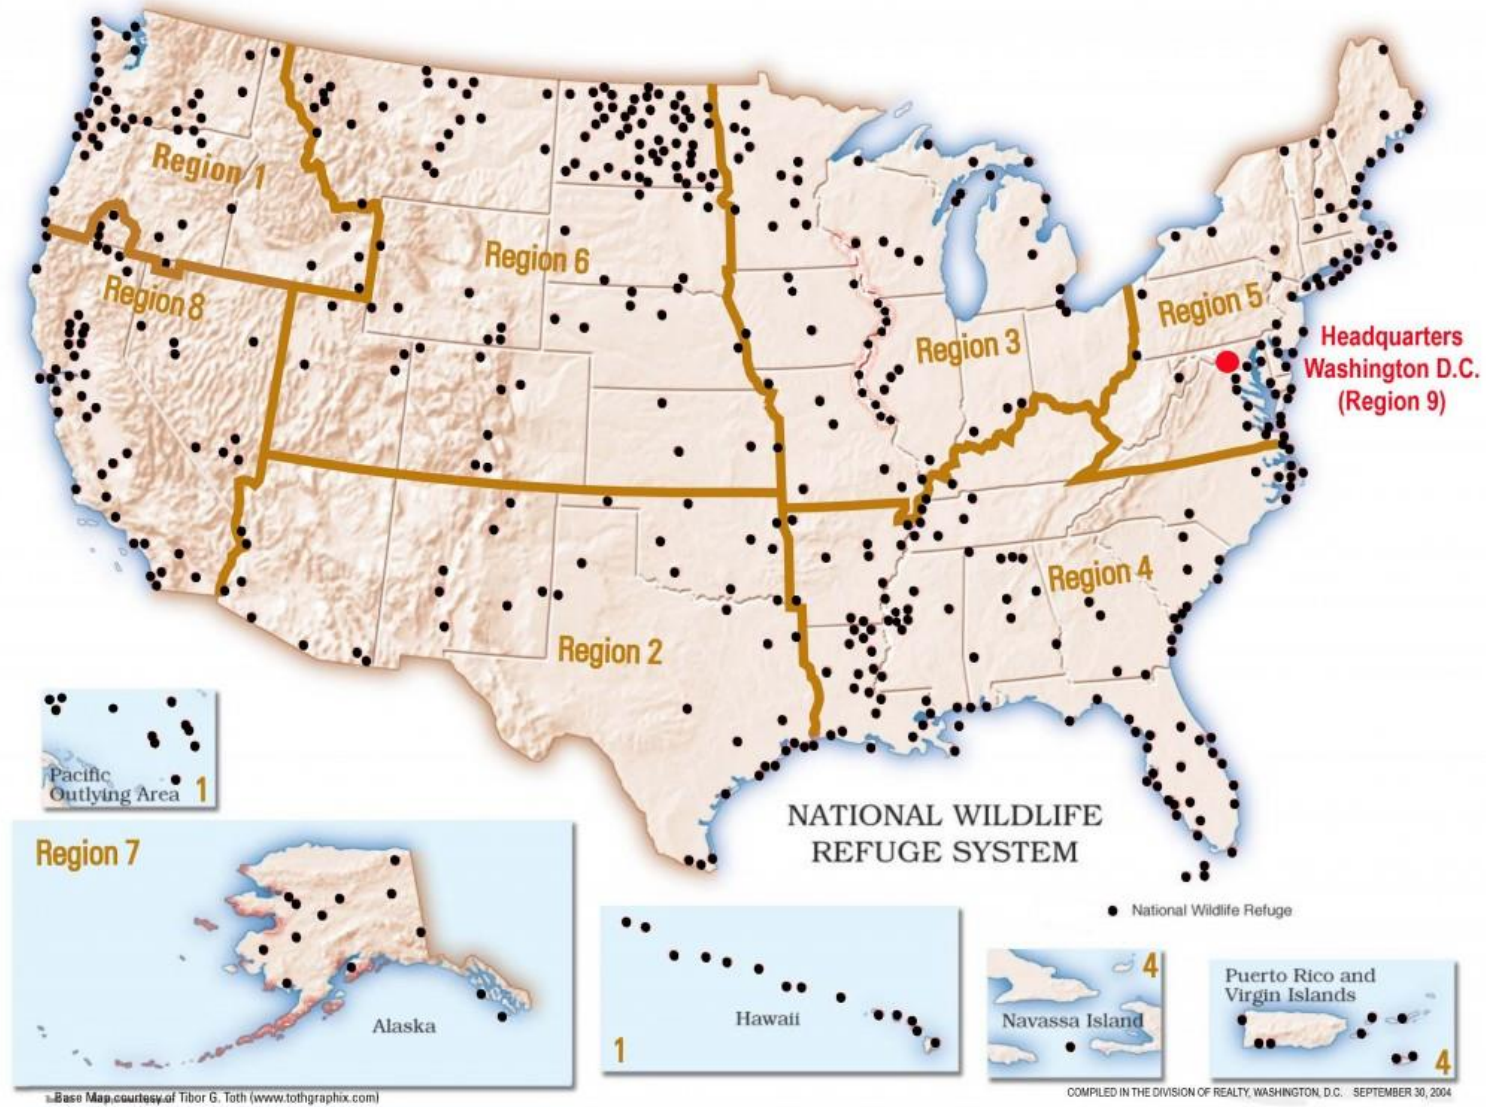 Region 1
Region 6
Region 8
Region 3
Region 5
Headquarters
Washington D.C.
(Region 9)
Region 4
Region 2
Pacific
Outlying Area 1
NATIONAL WILDLIFE
REFUGE SYSTEM
Region 7
National Wildlife Refuge
Alaska
Hawaii
1
4
Navassa Island
Puerto Rico and
Virgin Islands
4
Base Map courtesy of Tibor G. Toth (www.tothgraphix.com)
COMPILED IN THE DIVISION OF REALTY, WASHINGTON, D.C. SEPTEMBER 30, 2004